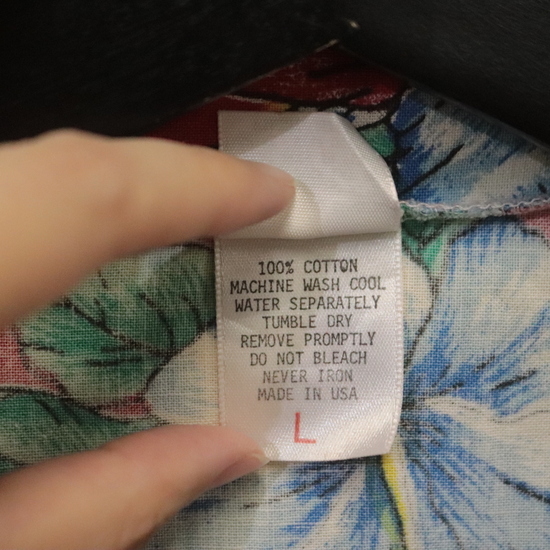 100% COTTON
MACHINE WASH COOL
WATER SEPARATELY
TUMBLE DRY
REMOVE PROMPTLY
DO NOT BLEACH
NEVER IRON
MADE IN USA
L